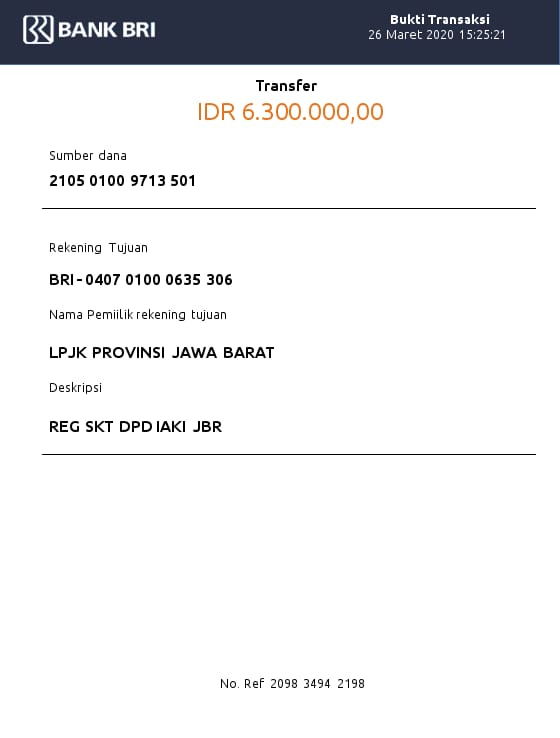 BANK BRI
Bukti Transaksi
26 Maret 2020 15:25:21
Transfer
IDR 6.300.000,00
Sumber dana
2105 0100 9713 501
Rekening Tujuan
BRI - 0407 0100 0635 306
Nama Pemiilik rekening tujuan
LPJK PROVINSI JAWA BARAT
Deskripsi
REG SKT DPD IAKI JBR
No. Ref 2098 3494 2198